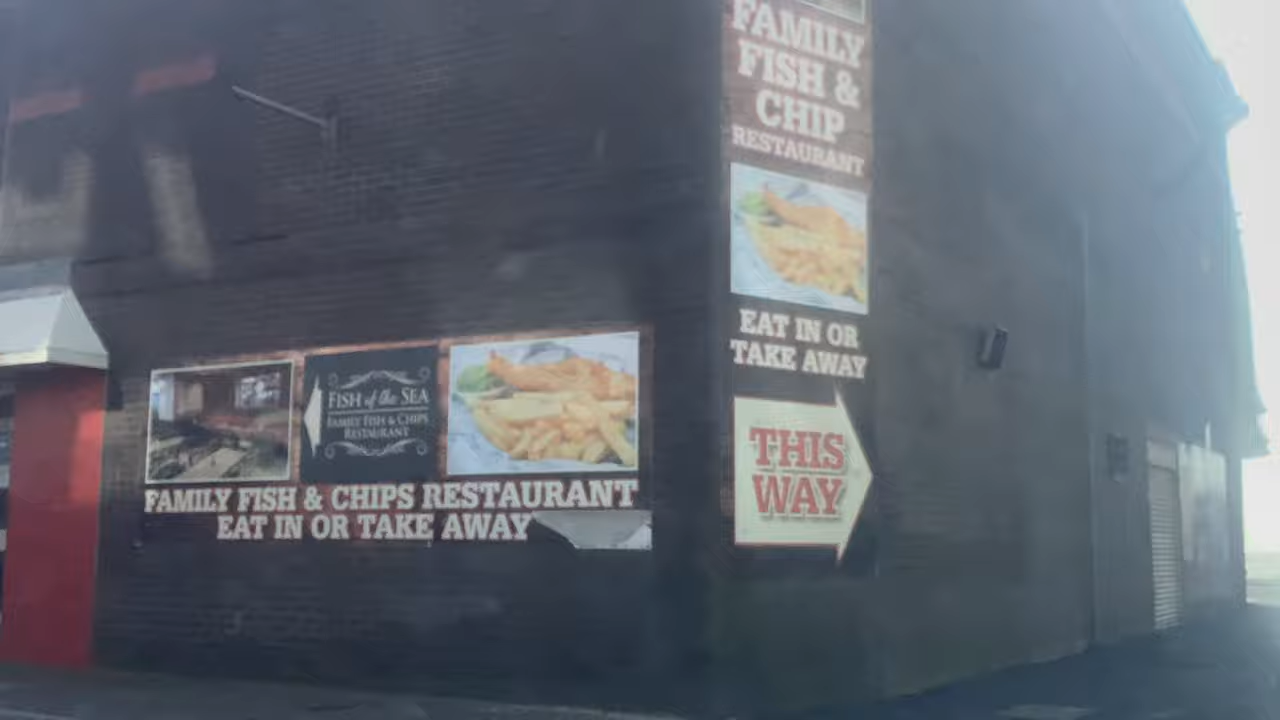 FISH of the SEA
FAMILY FISH & CHIPS
RESTAURANT
FAMILY FISH & CHIPS RESTAURANT
EAT IN OR TAKE AWAY
FAMILY
FISH &
CHIP
RESTAURANT
EAT IN OR
TAKE AWAY
THIS
WAY